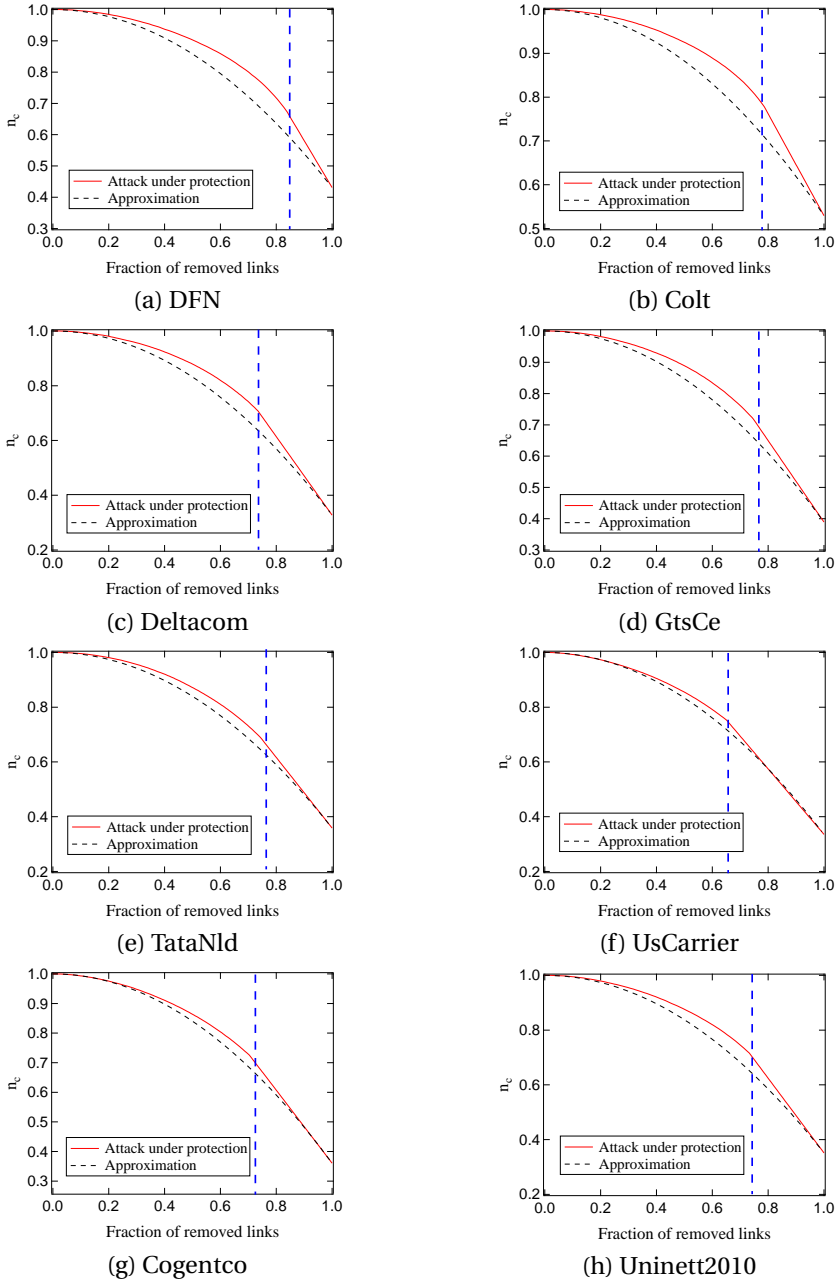 1.0
0.9
0.8
0.7
0.6
0.5
0.4
0.3
n_c
Attack under protection
Approximation
0.0 0.2 0.4 0.6 0.8 1.0
Fraction of removed links
(a) DFN
1.0
0.9
0.8
0.7
0.6
0.5
n_c
Attack under protection
Approximation
0.0 0.2 0.4 0.6 0.8 1.0
Fraction of removed links
(b) Colt
1.0
0.8
0.6
0.4
0.2
n_c
Attack under protection
Approximation
0.0 0.2 0.4 0.6 0.8 1.0
Fraction of removed links
(c) Deltacom
1.0
0.9
0.8
0.7
0.6
0.5
0.4
0.3
n_c
Attack under protection
Approximation
0.0 0.2 0.4 0.6 0.8 1.0
Fraction of removed links
(d) GtsCe
1.0
0.8
0.6
0.4
0.2
n_c
Attack under protection
Approximation
0.0 0.2 0.4 0.6 0.8 1.0
Fraction of removed links
(e) TataNld
1.0
0.8
0.6
0.4
0.2
n_c
Attack under protection
Approximation
0.0 0.2 0.4 0.6 0.8 1.0
Fraction of removed links
(f) UsCarrier
1.0
0.9
0.8
0.7
0.6
0.5
0.4
0.3
n_c
Attack under protection
Approximation
0.0 0.2 0.4 0.6 0.8 1.0
Fraction of removed links
(g) Cogentco
1.0
0.8
0.6
0.4
0.2
n_c
Attack under protection
Approximation
0.0 0.2 0.4 0.6 0.8 1.0
Fraction of removed links
(h) Uninett2010